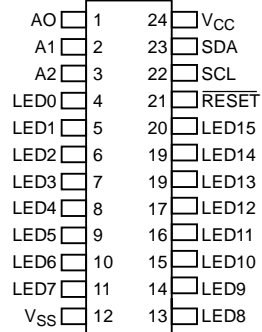 AO 1 24 VCC
A1 2 23 SDA
A2 3 22 SCL
LED0 4 21 RESET
LED1 5 20 LED15
LED2 6 19 LED14
LED3 7 19 LED13
LED4 8 17 LED12
LED5 9 16 LED11
LED6 10 15 LED10
LED7 11 14 LED9
VSS 12 13 LED8